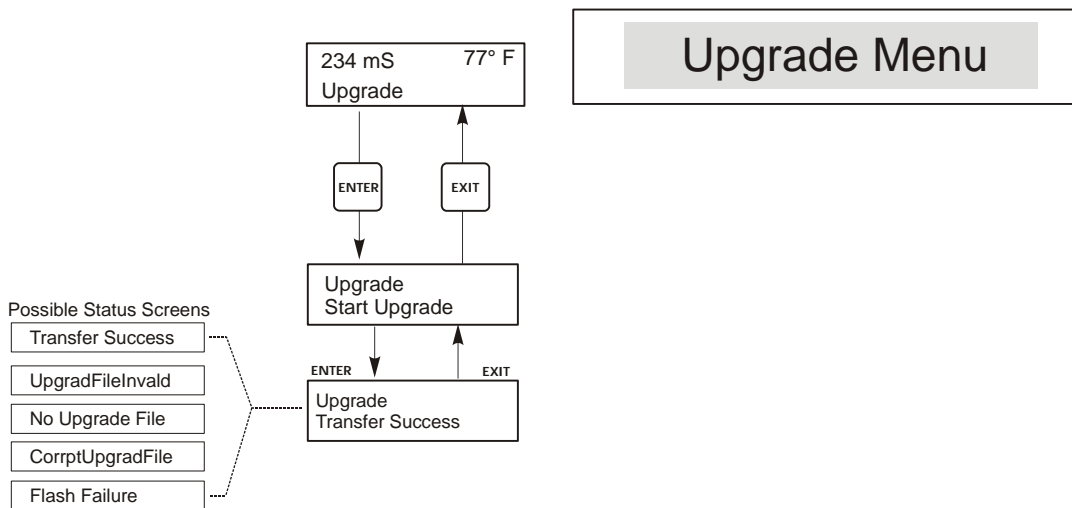 Upgrade Menu
234 mS 77° F
Upgrade
ENTER EXIT
Upgrade
Start Upgrade
ENTER EXIT
Upgrade
Transfer Success
Possible Status Screens
Transfer Success
UpgradFileInvald
No Upgrade File
CorrptUpgradFile
Flash Failure